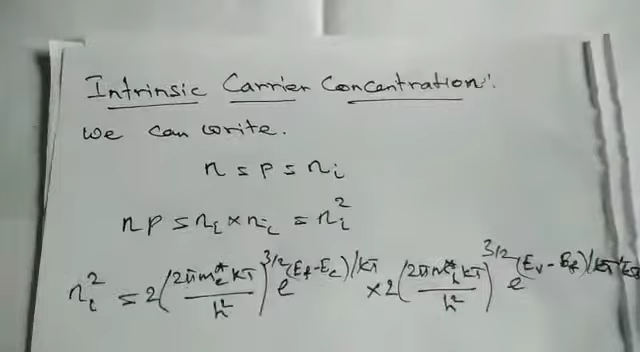 Intrinsic Carrier Concentration:
We can write.
n = p = ni
np = ni × ni = ni²
ni² = 2(2πme*kT/h²)^3/2 e^(Ef-Ec)/kT × 2(2πmh*kT/h²)^3/2 e^(Ev-Ef)/kT